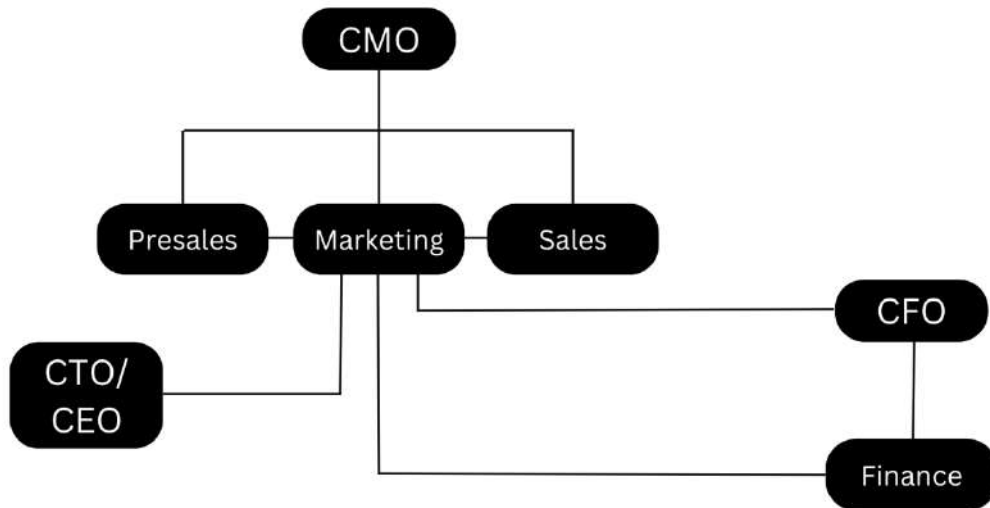 CMO
Presales
Marketing
Sales
CFO
CTO/
CEO
Finance